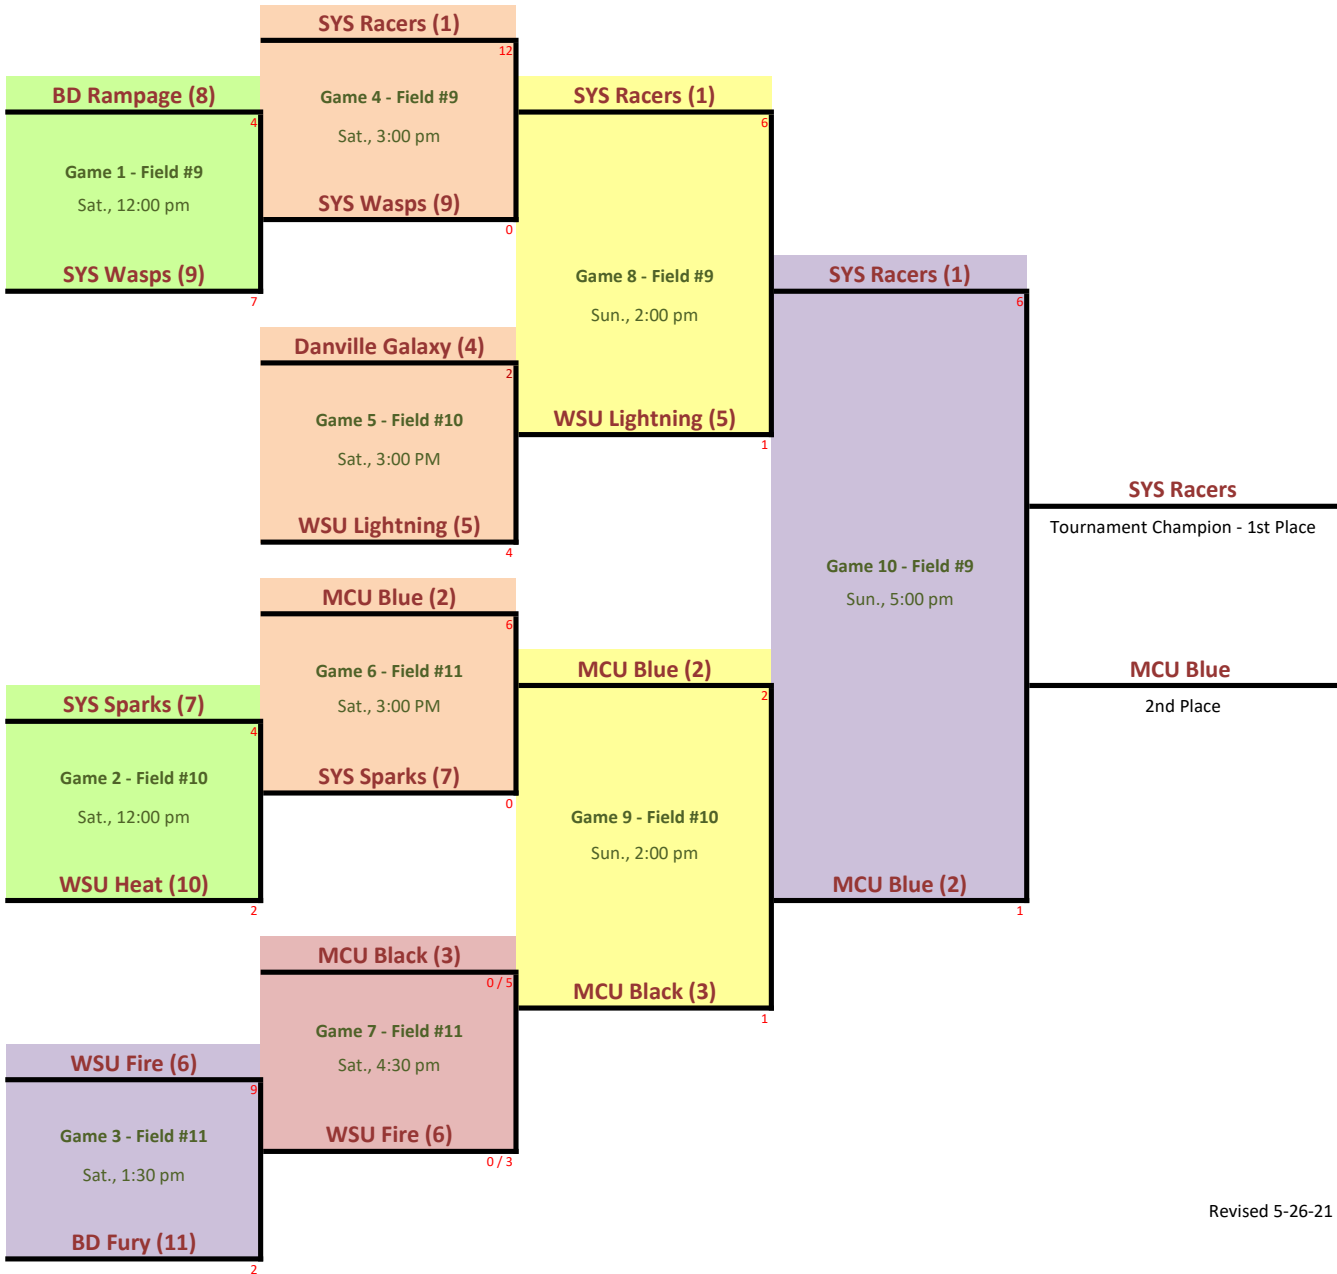 SYS Racers (1)
12
Game 4 - Field #9
Sat., 3:00 pm
SYS Wasps (9)
0
BD Rampage (8)
4
Game 1 - Field #9
Sat., 12:00 pm
SYS Wasps (9)
7
SYS Racers (1)
6
Game 8 - Field #9
Sun., 2:00 pm
WSU Lightning (5)
1
Danville Galaxy (4)
2
Game 5 - Field #10
Sat., 3:00 PM
WSU Lightning (5)
4
SYS Racers (1)
6
Game 10 - Field #9
Sun., 5:00 pm
MCU Blue (2)
1
SYS Racers
Tournament Champion - 1st Place
MCU Blue
2nd Place
MCU Blue (2)
6
Game 6 - Field #11
Sat., 3:00 PM
SYS Sparks (7)
0
SYS Sparks (7)
4
Game 2 - Field #10
Sat., 12:00 pm
WSU Heat (10)
2
MCU Blue (2)
2
Game 9 - Field #10
Sun., 2:00 pm
MCU Black (3)
1
MCU Black (3)
0 / 5
Game 7 - Field #11
Sat., 4:30 pm
WSU Fire (6)
0 / 3
WSU Fire (6)
9
Game 3 - Field #11
Sat., 1:30 pm
BD Fury (11)
2
Revised 5-26-21